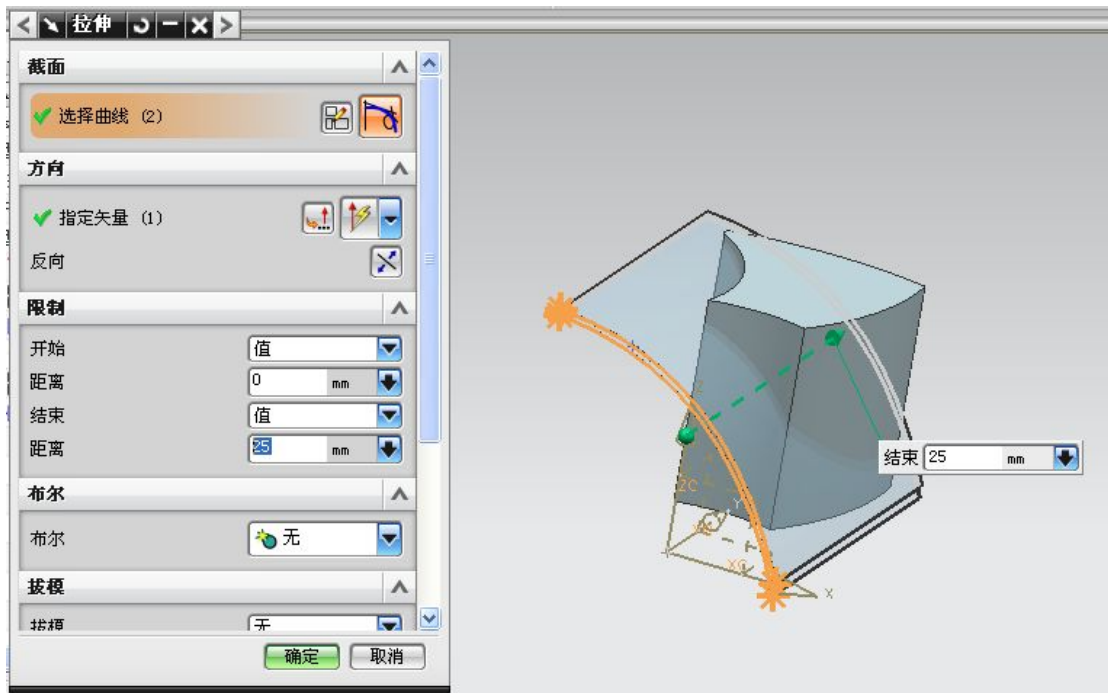 拉伸
截面
选择曲线 (2)
方向
指定矢量 (1)
反向
限制
开始 值
距离 0 mm
结束 值
距离 25 mm
布尔
布尔 无
拔模
拔模 无
确定 取消
结束 25 mm
Z
ZC
Y
XC
X